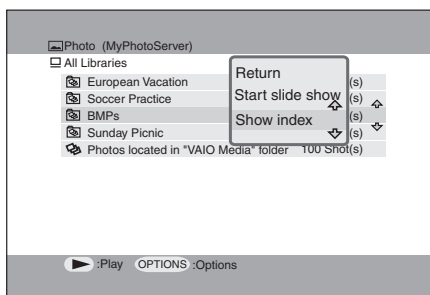 Photo (MyPhotoServer)
All Libraries
European Vacation (s)
Soccer Practice (s)
BMPs (s)
Sunday Picnic (s)
Photos located in "VAIO Media" folder 100 Shot(s)
Return
Start slide show
Show index
:Play OPTIONS :Options